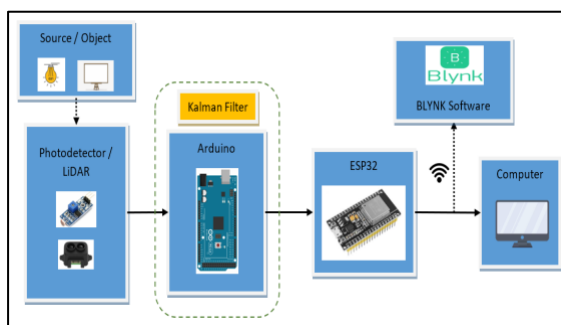 Source / Object
Photodetector /
LiDAR
Kalman Filter
Arduino
ESP32
B
Blynk
BLYNK Software
Computer